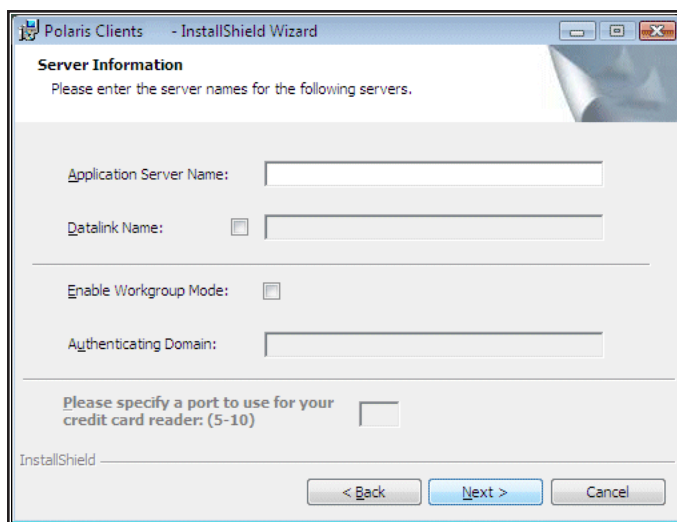 Polaris Clients - InstallShield Wizard
Server Information
Please enter the server names for the following servers.
Application Server Name:
Datalink Name:
Enable Workgroup Mode:
Authenticating Domain:
Please specify a port to use for your
credit card reader: (5-10)
InstallShield
< Back Next > Cancel